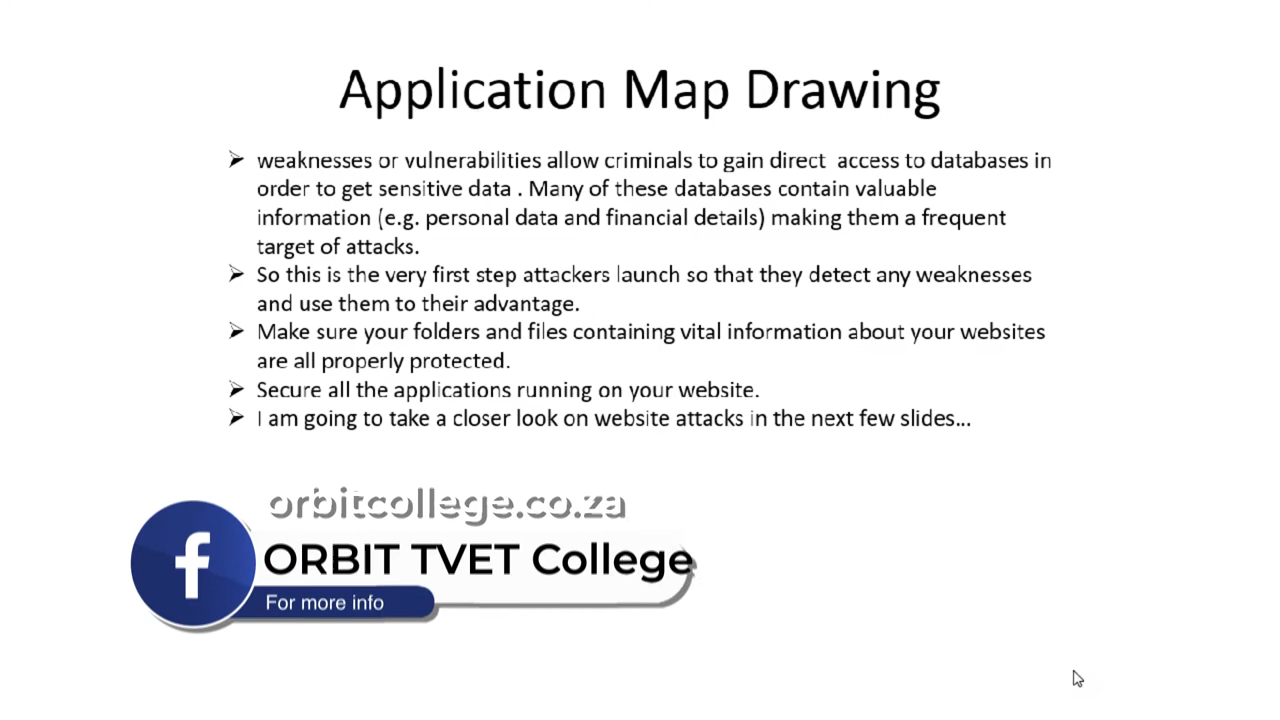 Application Map Drawing
➢ weaknesses or vulnerabilities allow criminals to gain direct  access to databases in
order to get sensitive data . Many of these databases contain valuable
information (e.g. personal data and financial details) making them a frequent
target of attacks.
➢ So this is the very first step attackers launch so that they detect any weaknesses
and use them to their advantage.
➢ Make sure your folders and files containing vital information about your websites
are all properly protected.
➢ Secure all the applications running on your website.
➢ I am going to take a closer look on website attacks in the next few slides...
orbitcollege.co.za
ORBIT TVET College
For more info